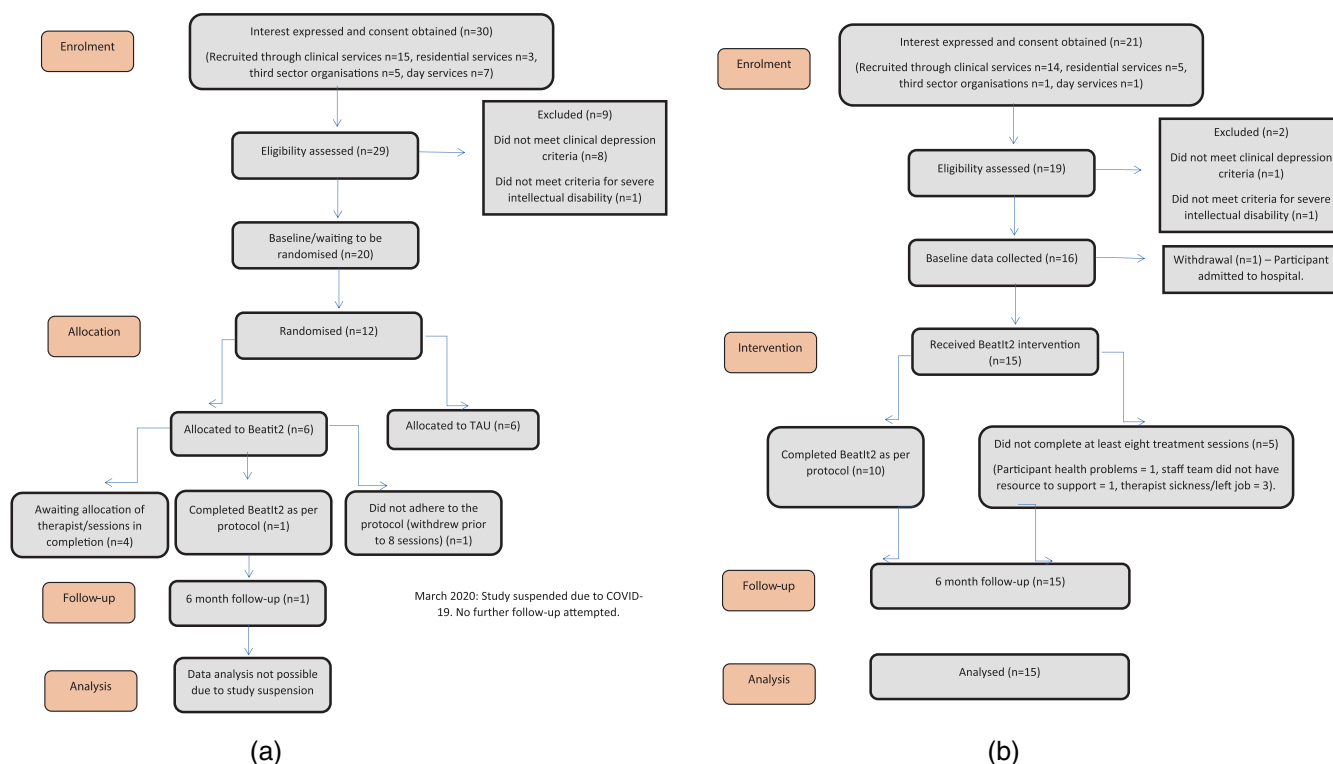 Enrolment
Interest expressed and consent obtained (n=30)
(Recruited through clinical services n=15, residential services n=3,
third sector organisations n=5, day services n=7)
Excluded (n=9)
Did not meet clinical depression
criteria (n=8)
Did not meet criteria for severe
intellectual disability (n=1)
Eligibility assessed (n=29)
Baseline/waiting to be
randomised (n=20)
Allocation
Randomised (n=12)
Allocated to Beatit2 (n=6)
Allocated to TAU (n=6)
Awaiting allocation of
therapist/sessions in
completion (n=4)
Completed BeatIt2 as per
protocol (n=1)
Did not adhere to the
protocol (withdrew prior
to 8 sessions) (n=1)
Follow-up
6 month follow-up (n=1)
March 2020: Study suspended due to COVID-
19. No further follow-up attempted.
Analysis
Data analysis not possible
due to study suspension
(a)
Enrolment
Interest expressed and consent obtained (n=21)
(Recruited through clinical services n=14, residential services n=5,
third sector organisations n=1, day services n=1)
Excluded (n=2)
Did not meet clinical depression
criteria (n=1)
Did not meet criteria for severe
intellectual disability (n=1)
Eligibility assessed (n=19)
Baseline data collected (n=16)
Withdrawal (n=1) – Participant
admitted to hospital.
Intervention
Received BeatIt2 intervention
(n=15)
Completed BeatIt2 as per
protocol (n=10)
Did not complete at least eight treatment sessions (n=5)
(Participant health problems = 1, staff team did not have
resource to support = 1, therapist sickness/left job = 3).
Follow-up
6 month follow-up (n=15)
Analysis
Analysed (n=15)
(b)